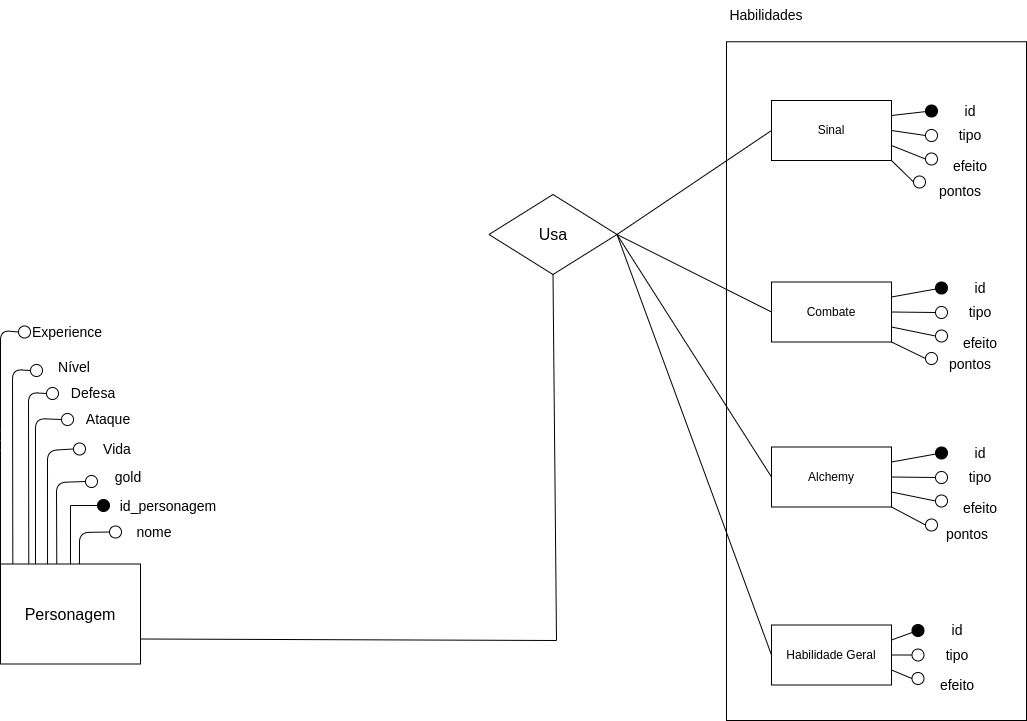 Habilidades
Sinal
id
tipo
efeito
pontos
Usa
Combate
id
tipo
efeito
pontos
Experience
Nível
Defesa
Ataque
Vida
gold
id_personagem
nome
Personagem
Alchemy
id
tipo
efeito
pontos
Habilidade Geral
id
tipo
efeito